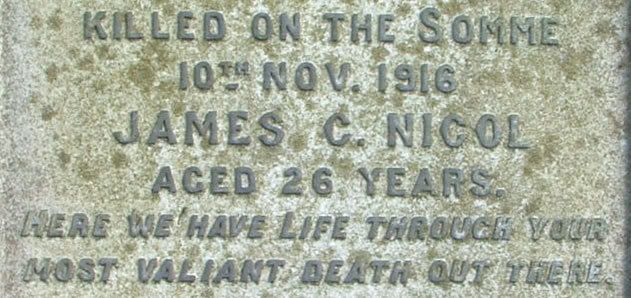 KILLED ON THE SOMME
10TH NOV. 1916
JAMES C. NICOL
AGED 26 YEARS.
HERE WE'HAVE LIFE THROUGH YOUR
MOST VALIANT DEATH OUT THERE.